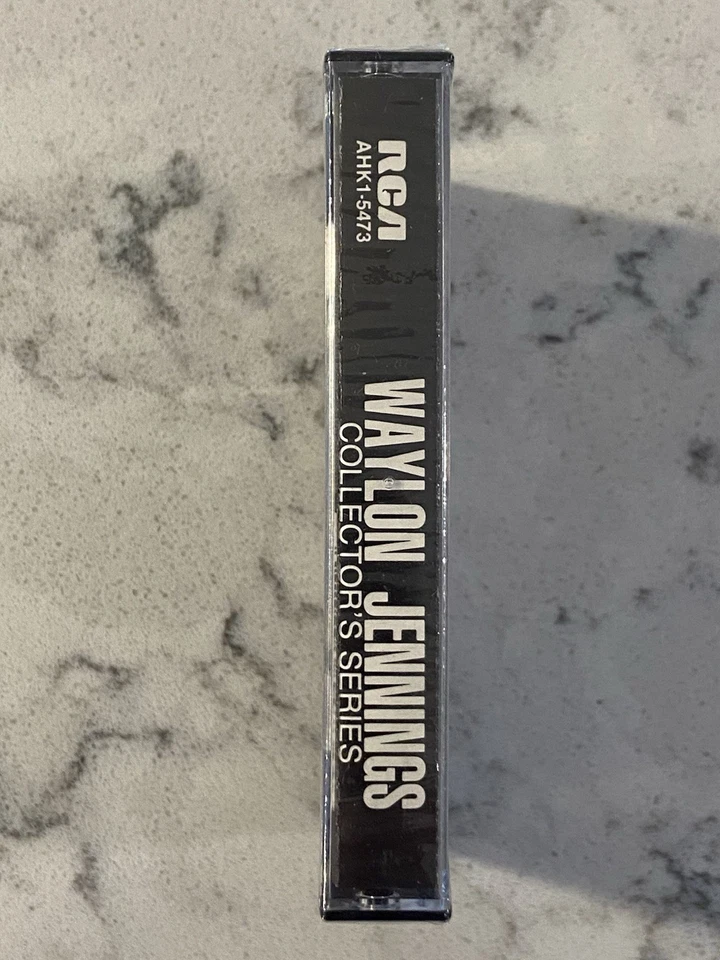 RCA
AHK1-5473
WAYLON JENNINGS
COLLECTOR'S SERIES